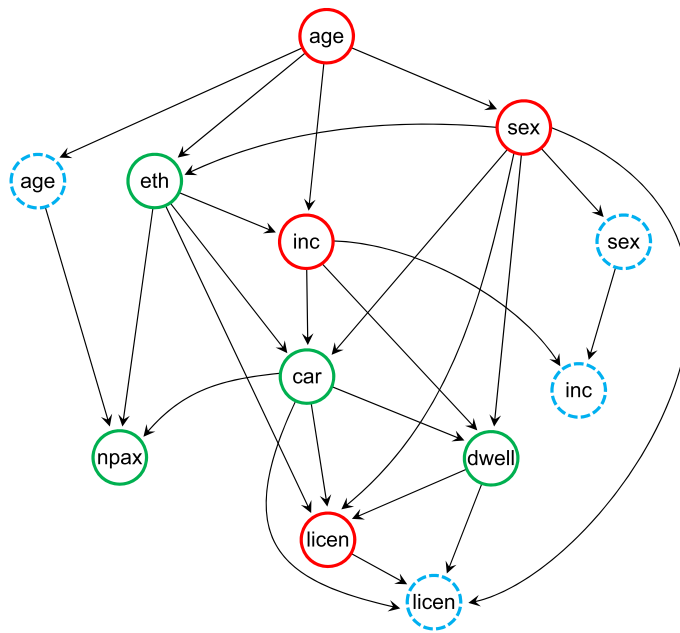 age
sex
age
eth
inc
sex
car
inc
npax
dwell
licen
licen